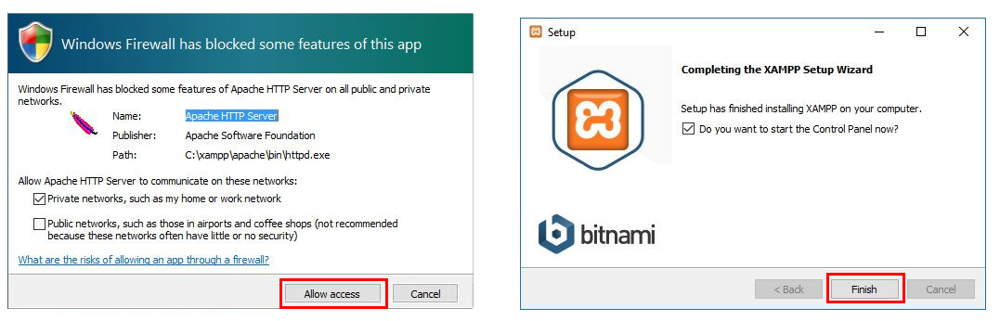 Windows Firewall has blocked some features of this app
Windows Firewall has blocked some features of Apache HTTP Server on all public and private
networks.
Name: Apache HTTP Server
Publisher: Apache Software Foundation
Path: C:\xampp\apache\bin\httpd.exe
Allow Apache HTTP Server to communicate on these networks:
Private networks, such as my home or work network
Public networks, such as those in airports and coffee shops (not recommended
because these networks often have little or no security)
What are the risks of allowing an app through a firewall?
Allow access Cancel
Setup
Completing the XAMPP Setup Wizard
Setup has finished installing XAMPP on your computer.
Do you want to start the Control Panel now?
bitnami
< Back Finish Cancel